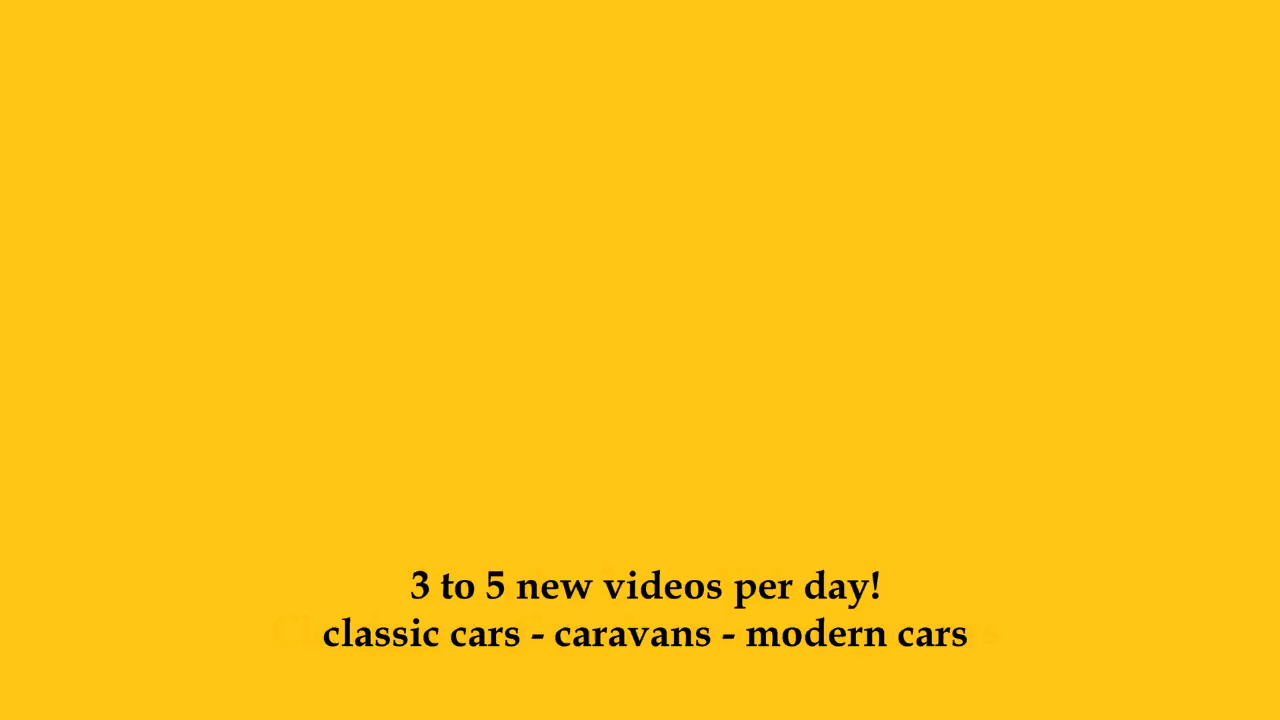 3 to 5 new videos per day!
classic cars - caravans - modern cars